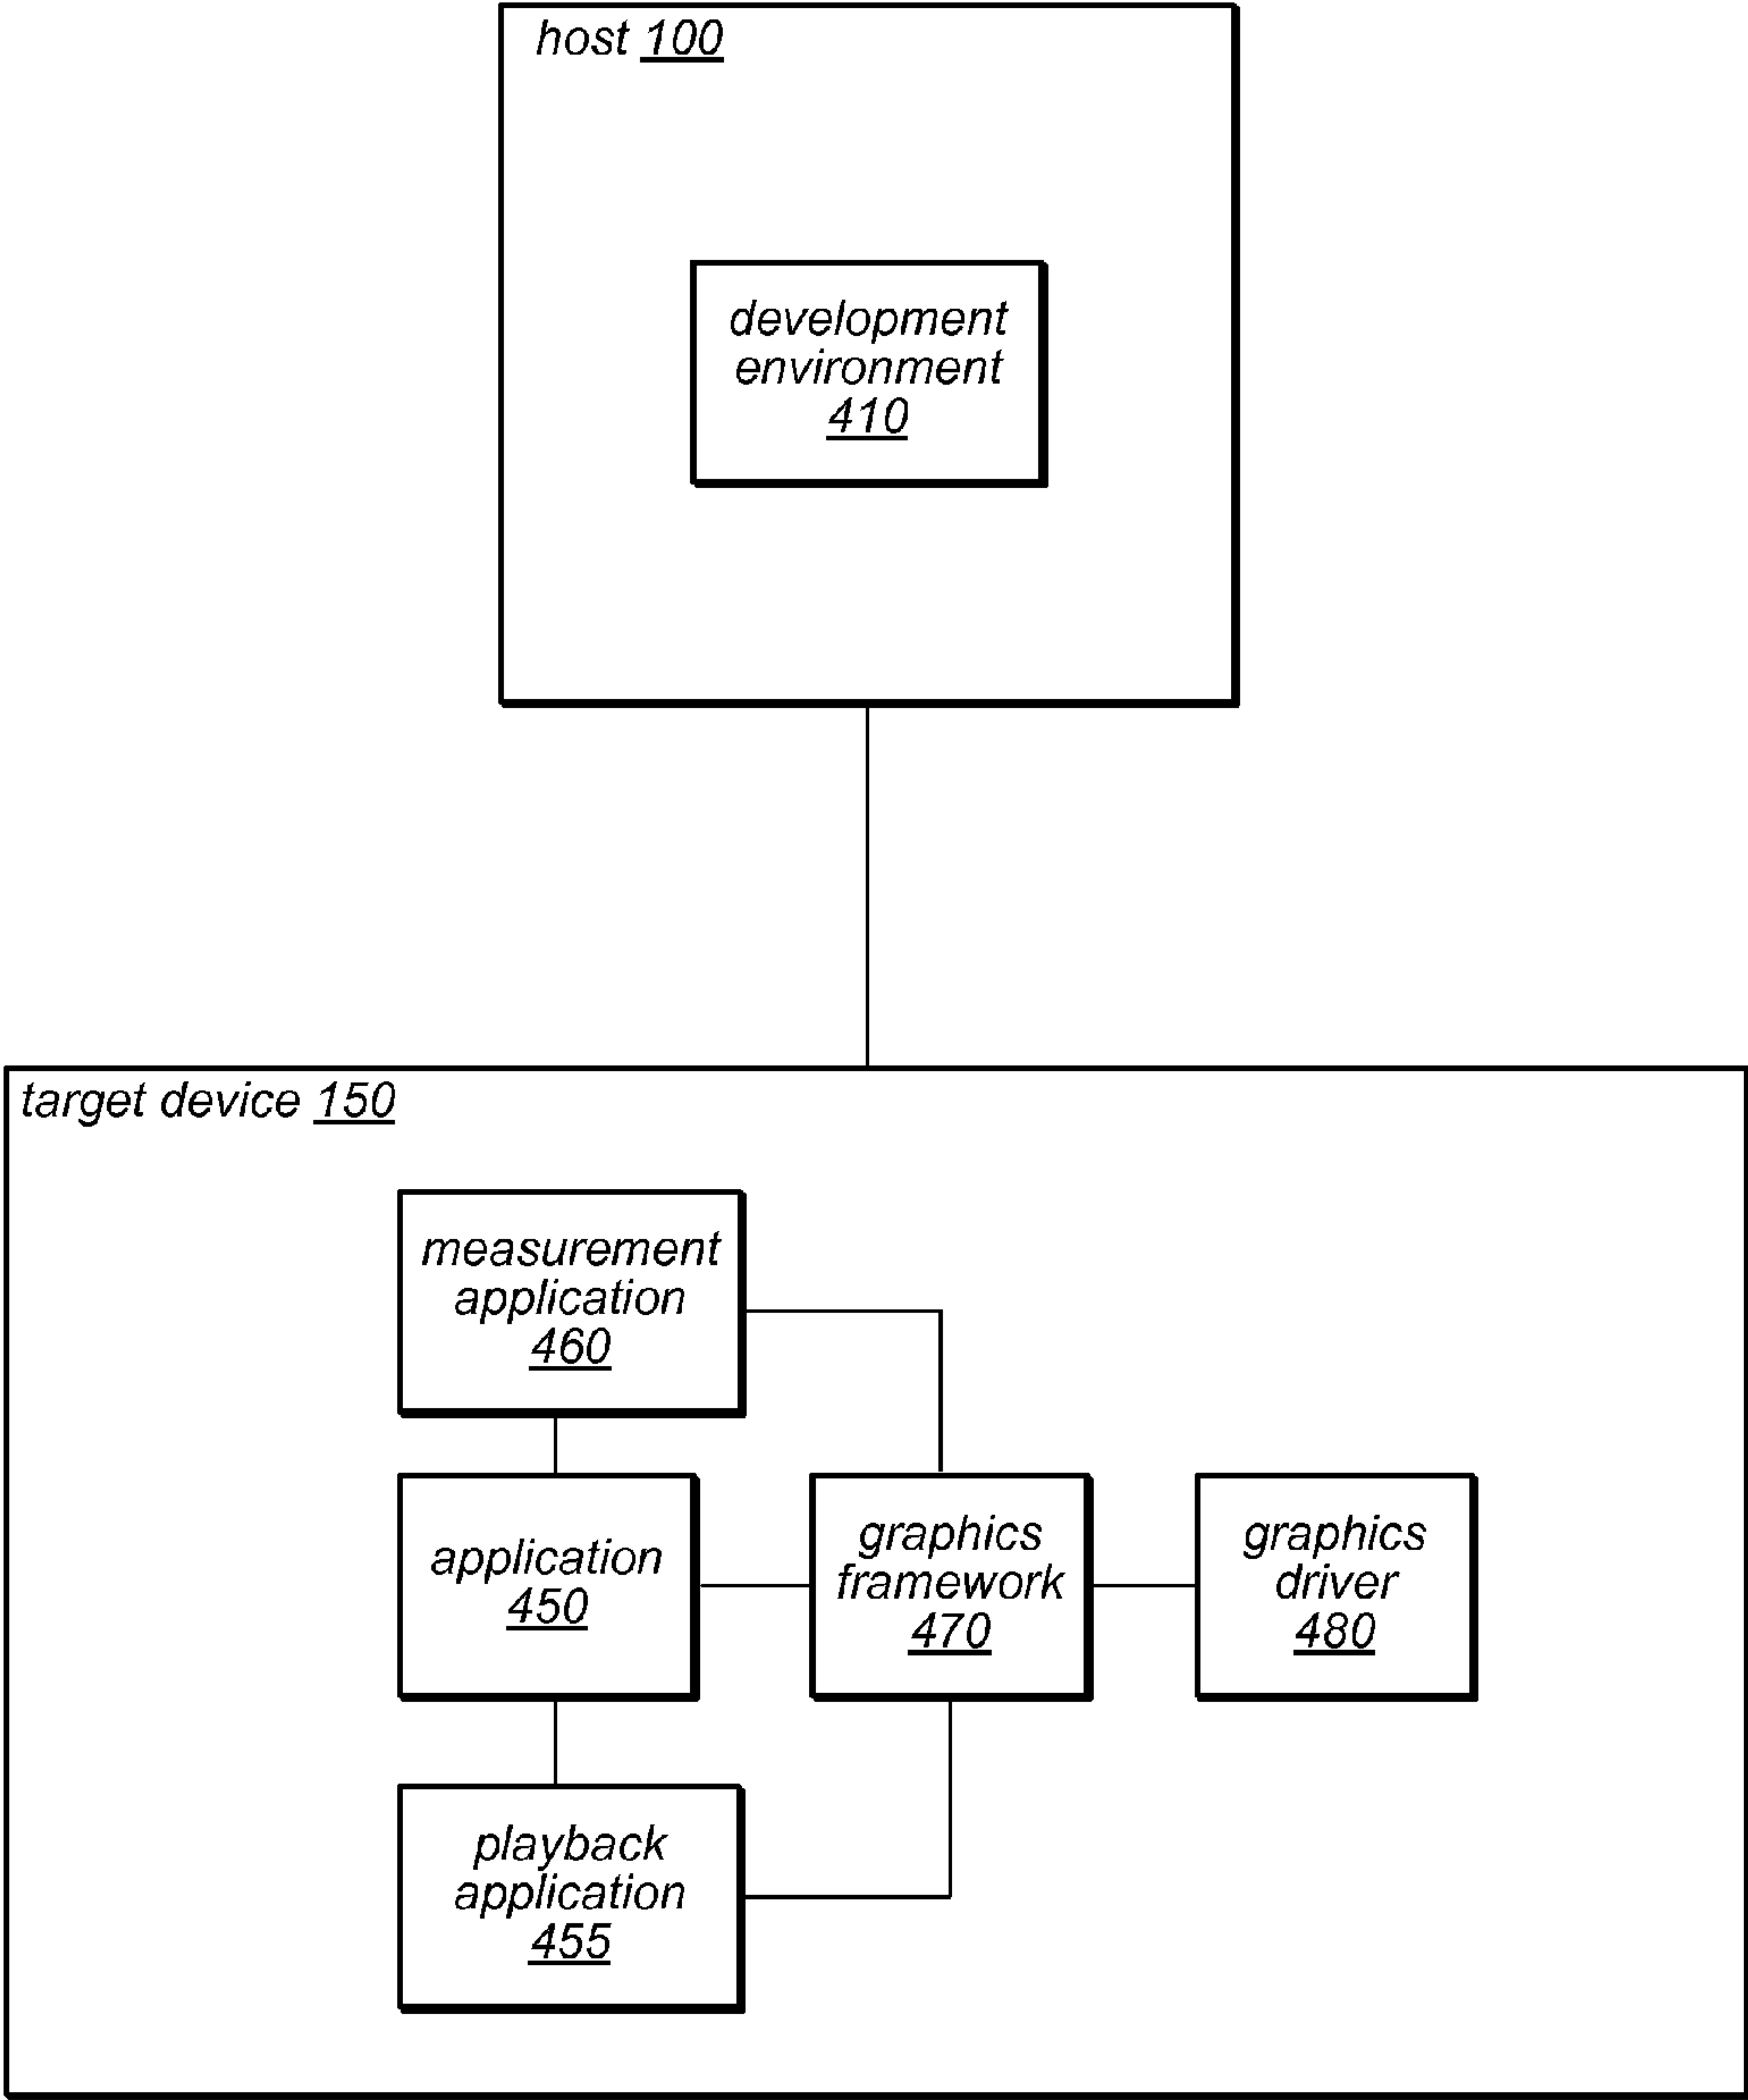 host 100
development
environment
410
target device 150
measurement
application
460
application
450
graphics
framework
470
graphics
driver
480
playback
application
455